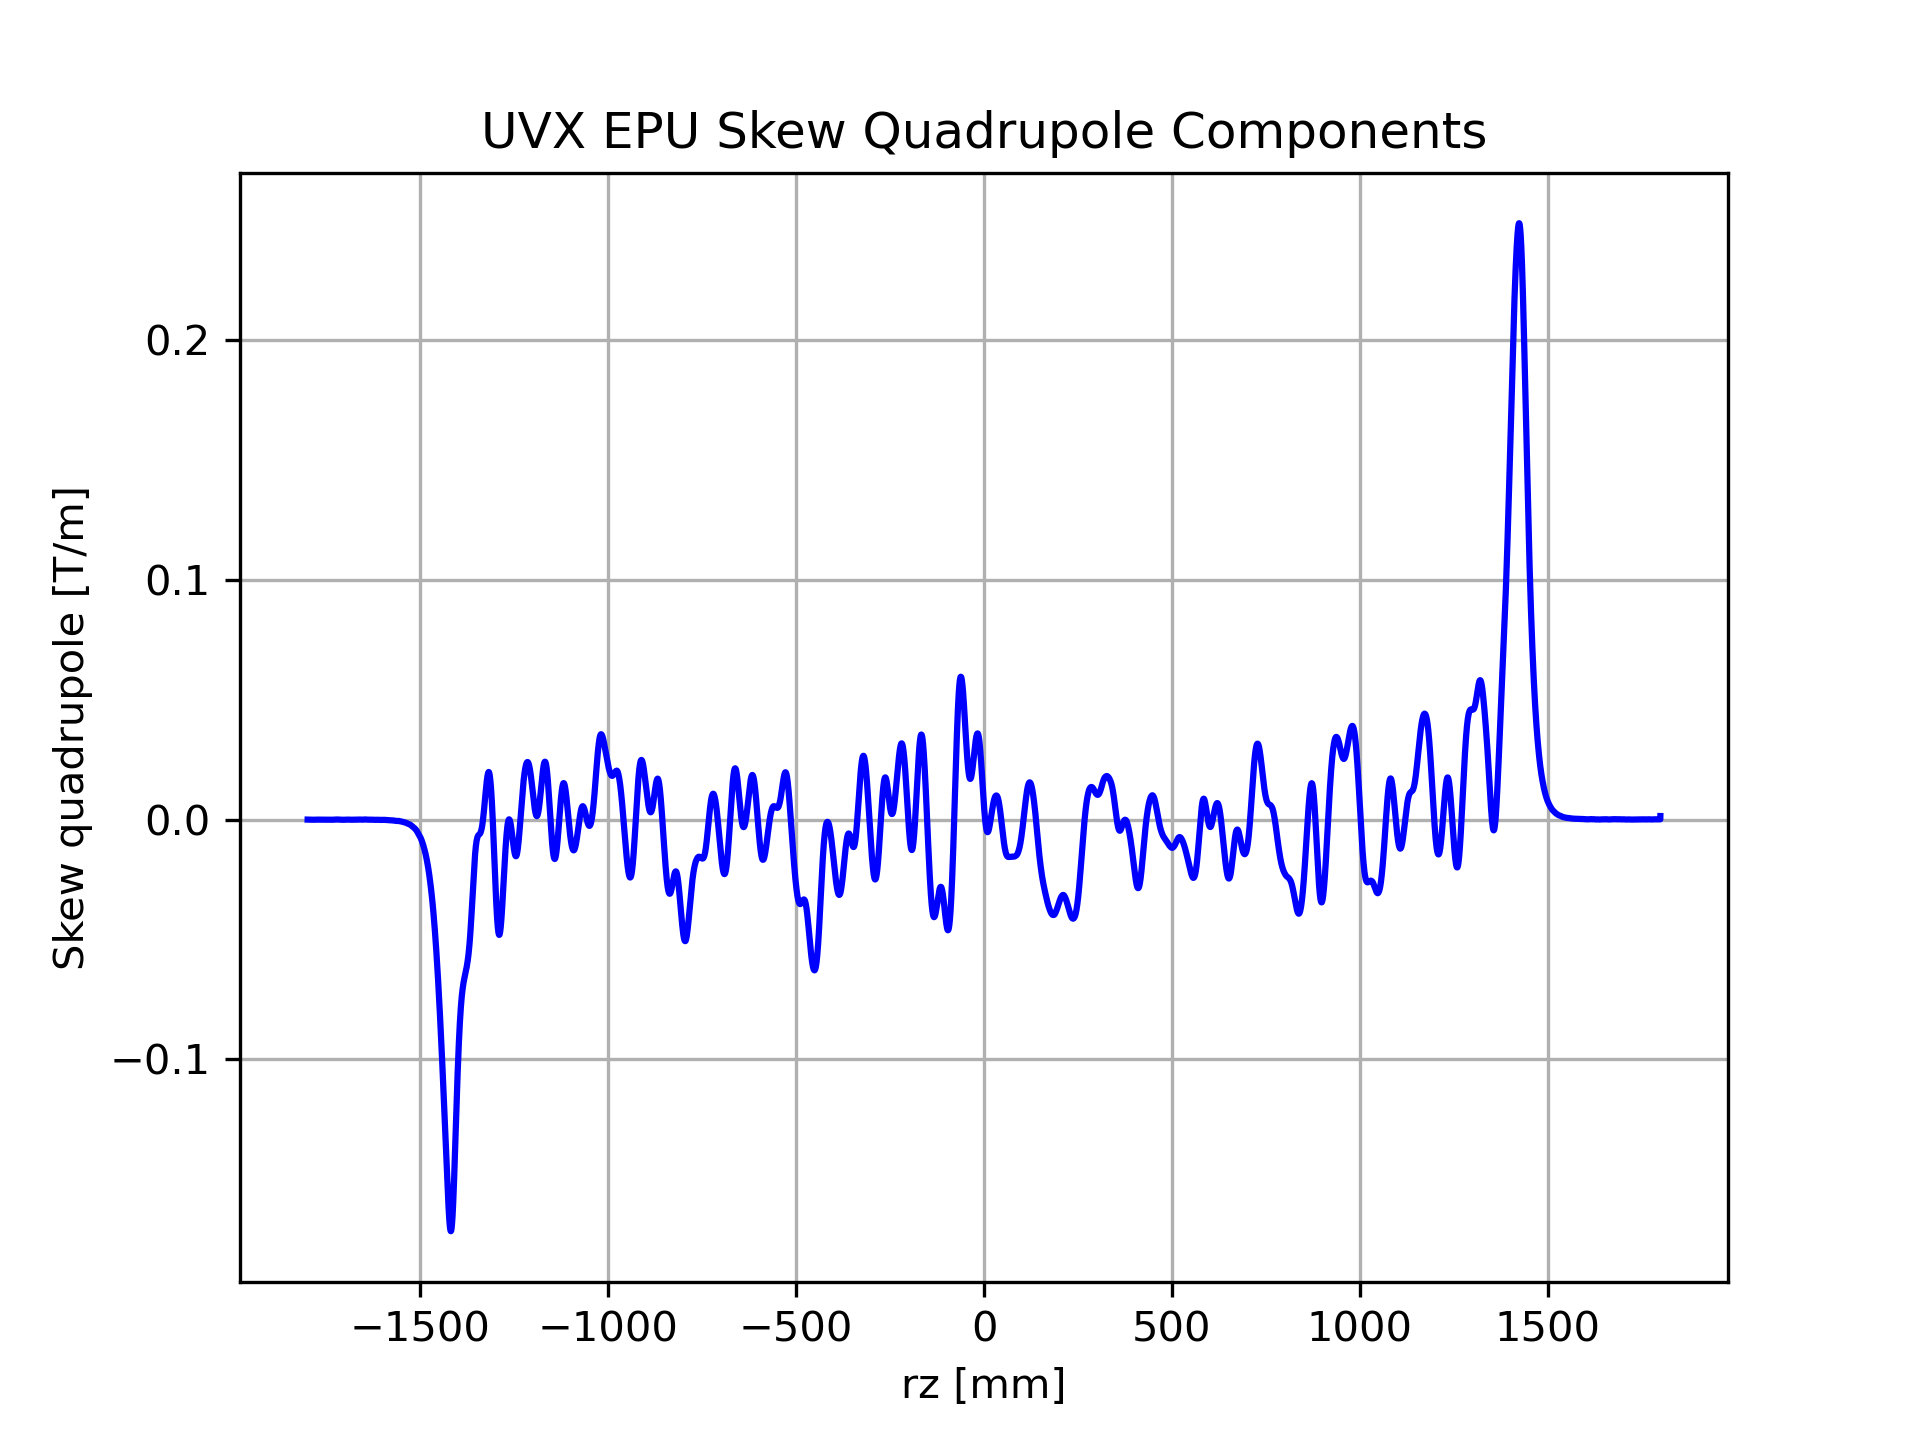 UVX EPU Skew Quadrupole Components
Skew quadrupole [T/m]
0.2
0.1
0.0
−0.1
−1500 −1000 −500 0 500 1000 1500
rz [mm]